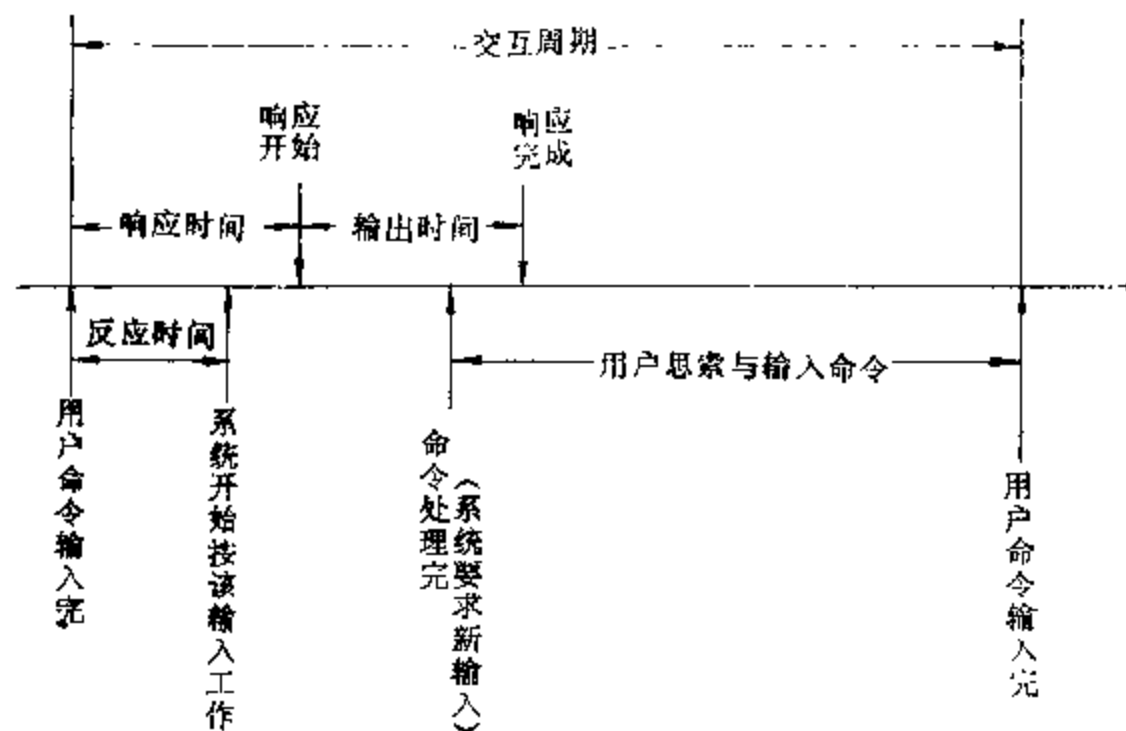 交互周期
响应
开始
响应
完成
响应时间
输出时间
反应时间
用户思索与输入命令
用户命令输入完
系统开始按该输入工作
命令处理完
（系统要求新输入）
用户命令输入完